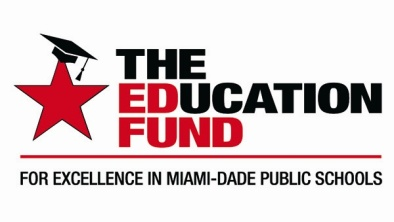 THE
EDUCATION
FUND
FOR EXCELLENCE IN MIAMI-DADE PUBLIC SCHOOLS